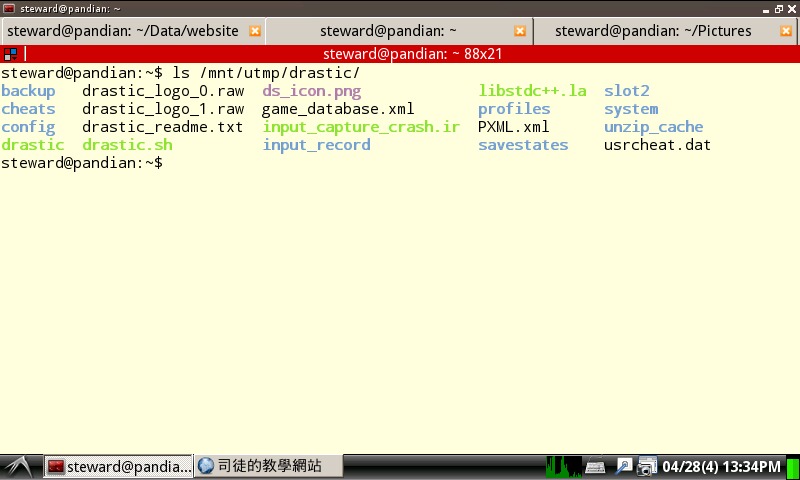 steward@pandian: ~
steward@pandian: ~/Data/website steward@pandian: ~ steward@pandian: ~/Pictures
steward@pandian: ~ 88x21
steward@pandian:~$ ls /mnt/utmp/drastic/
backup drastic_logo_0.raw ds_icon.png libstdc++.la slot2
cheats drastic_logo_1.raw game_database.xml profiles system
config drastic_readme.txt input_capture_crash.ir PXML.xml unzip_cache
drastic drastic.sh input_record savestates usrcheat.dat
steward@pandian:~$
steward@pandia... 司徒的教學網站 04/28(4) 13:34PM